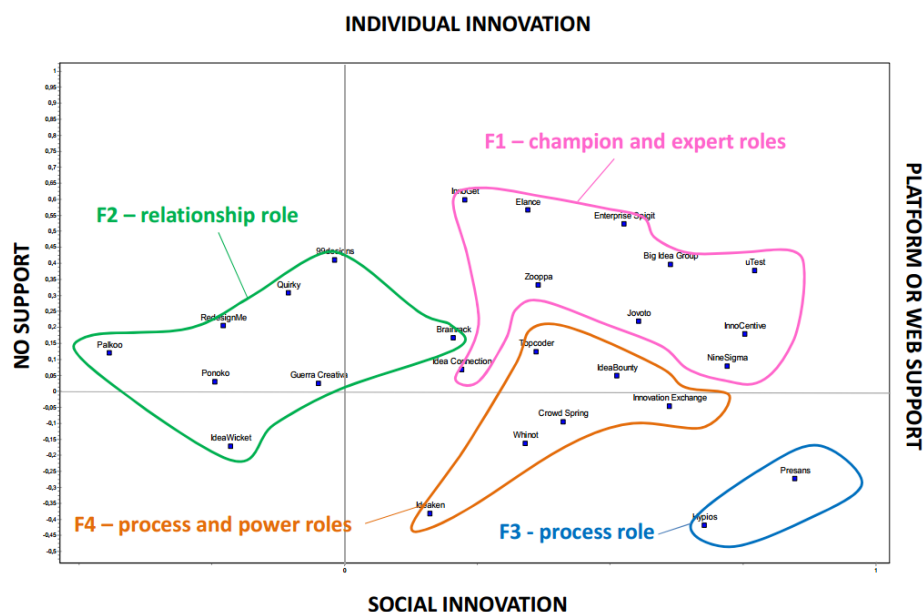 INDIVIDUAL INNOVATION
1
0,9
0,9
0,85
0,8
0,75
0,7
0,65
0,6
0,55
0,5
0,45
0,4
0,35
0,3
0,25
0,2
0,15
0,1
0,05
0
-0,05
-0,1
-0,15
-0,2
-0,25
-0,3
-0,35
-0,4
-0,45
-0,5
NO SUPPORT
PLATFORM OR WEB SUPPORT
F1 – champion and expert roles
InnoGet
Elance
Enterprise Spigit
F2 – relationship role
99designs
Big Idea Group
uTest
Quirky
Zooppa
RedesignMe
Jovoto
InnoCentive
Palkoo
Brainrack
Topcoder
Idea Connection
NineSigma
Ponoko
Guerra Creativa
IdeaBounty
Innovation Exchange
Crowd Spring
IdeaWicket
Whinot
Presans
Ideaken
F4 – process and power roles
F3 - process role
Hypios
0
1
SOCIAL INNOVATION